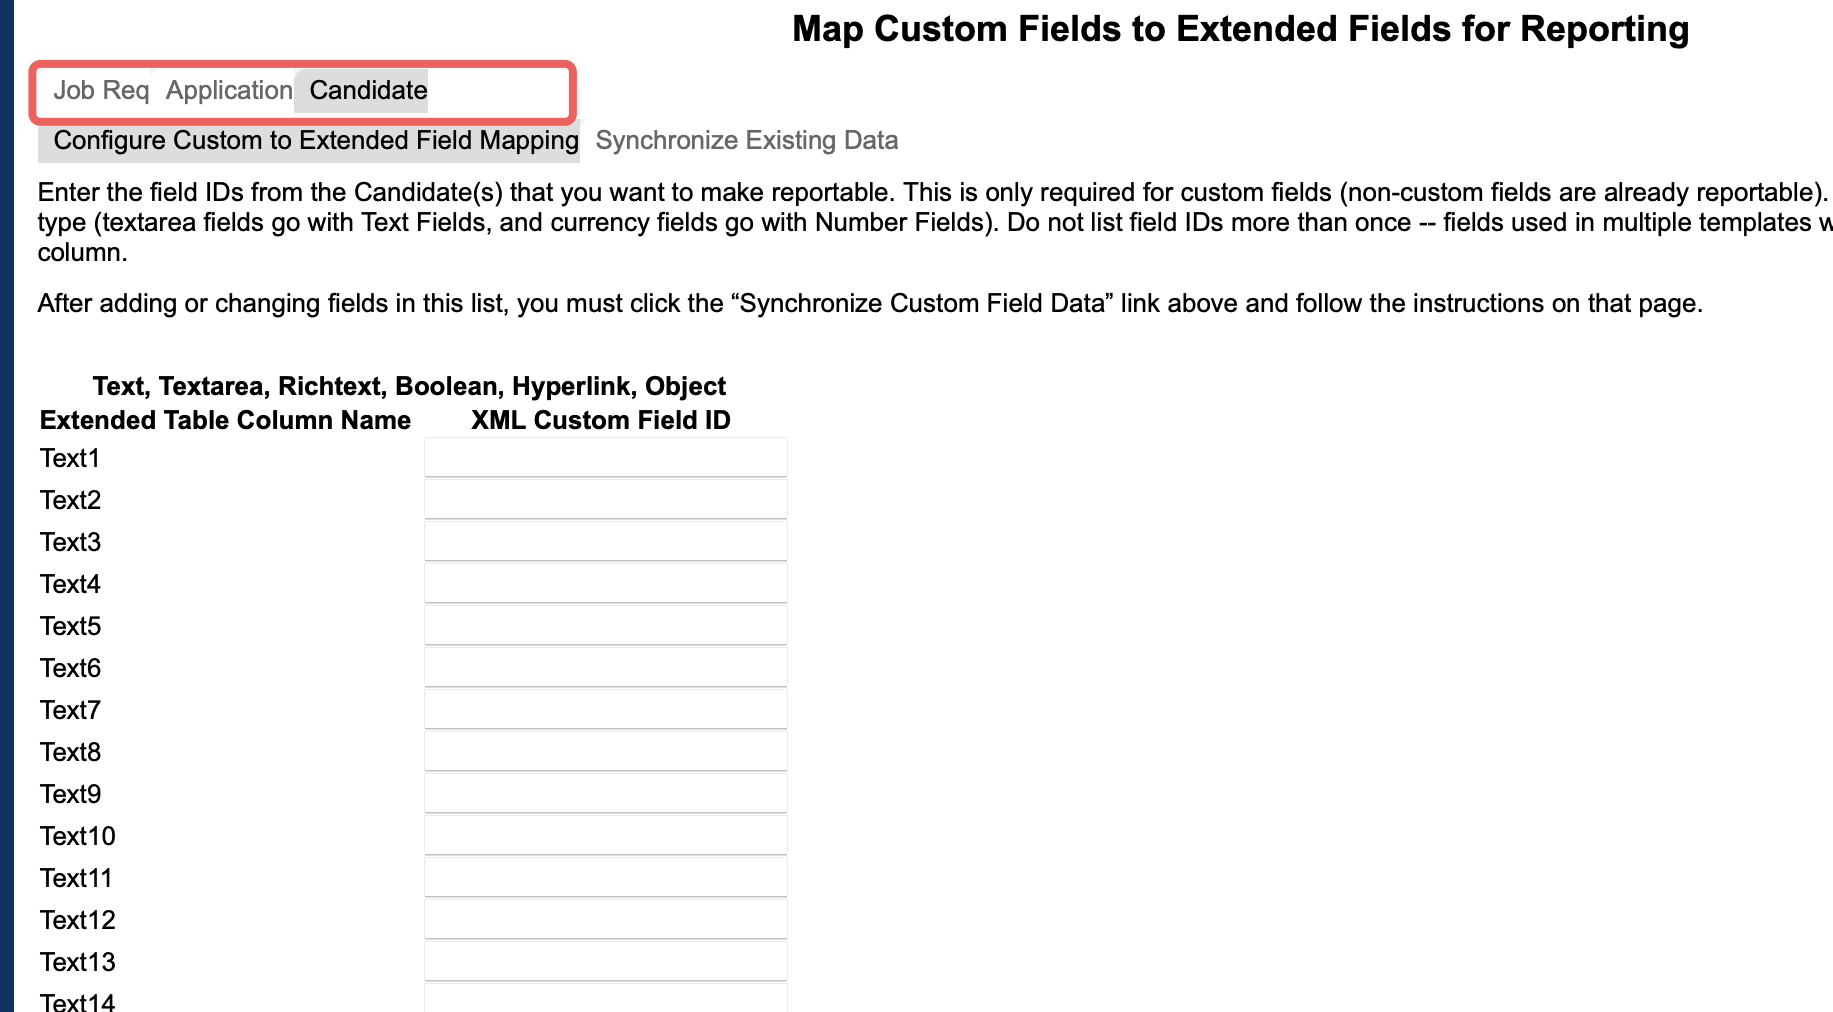 Map Custom Fields to Extended Fields for Reporting
Job Req Application Candidate
Configure Custom to Extended Field Mapping Synchronize Existing Data
Enter the field IDs from the Candidate(s) that you want to make reportable. This is only required for custom fields (non-custom fields are already reportable).
type (textarea fields go with Text Fields, and currency fields go with Number Fields). Do not list field IDs more than once -- fields used in multiple templates
column.
After adding or changing fields in this list, you must click the “Synchronize Custom Field Data” link above and follow the instructions on that page.
Text, Textarea, Richtext, Boolean, Hyperlink, Object
Extended Table Column Name XML Custom Field ID
Text1
Text2
Text3
Text4
Text5
Text6
Text7
Text8
Text9
Text10
Text11
Text12
Text13
Text14